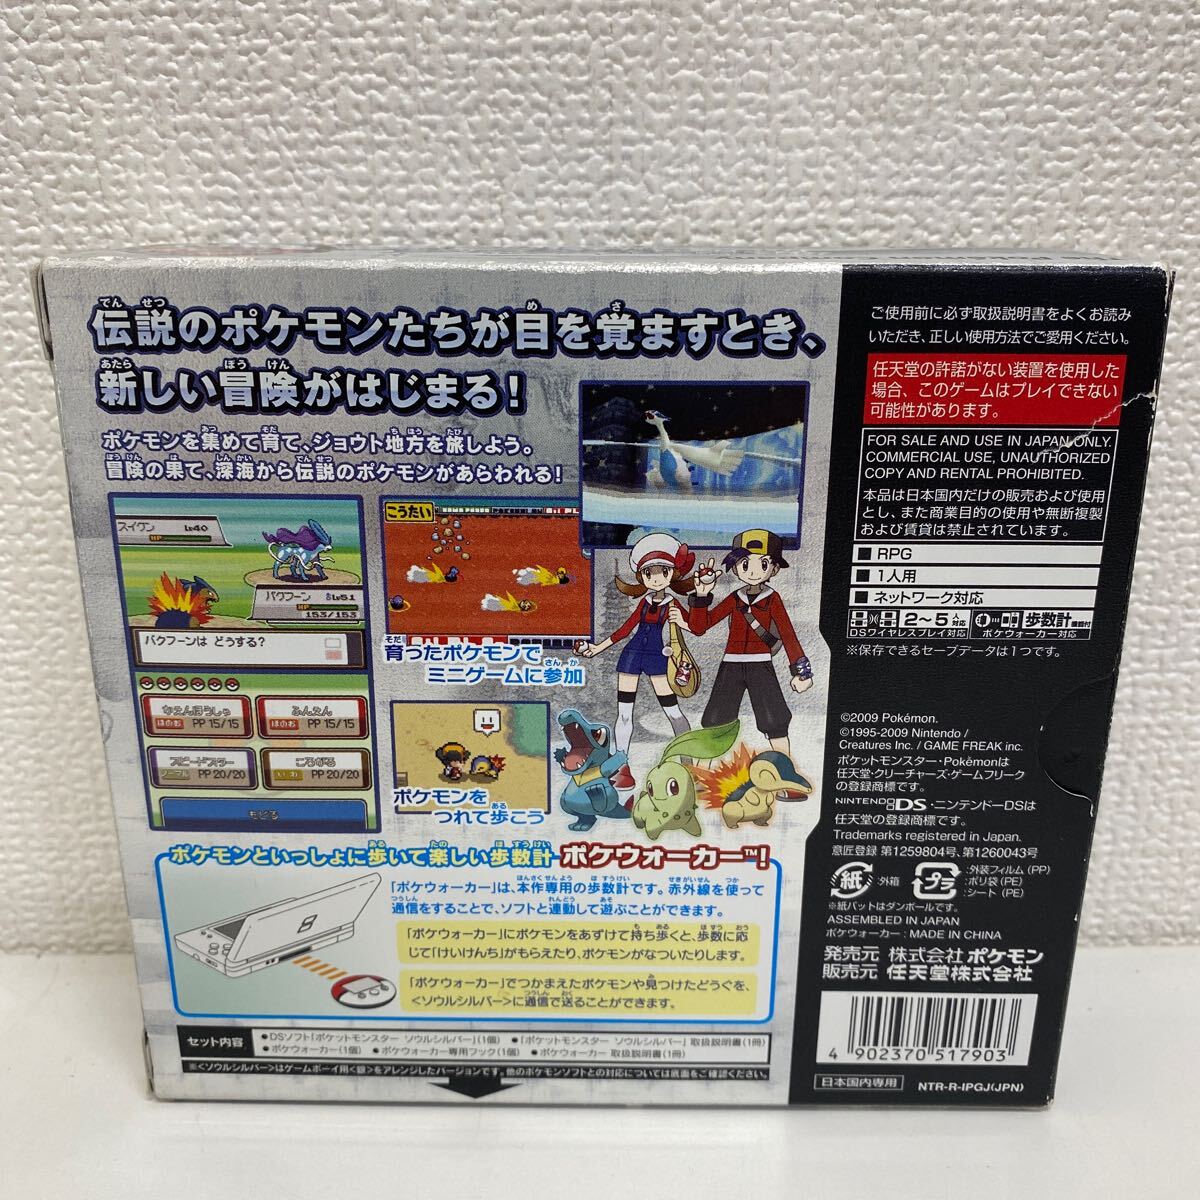 伝説のポケモンたちが目を覚ますとき、
新しい冒険がはじまる！
ポケモンを集めて育て、ジョウト地方を旅しよう。
冒険の果て、深海から伝説のポケモンがあらわれる！
スイクン Lv40
HP
バクフーン ♂Lv51
HP
153/153
バクフーンは どうする？
かえんほうしゃ
ほのお PP 15/15
ふんえん
ほのお PP 15/15
スピードスター
ノーマル PP 20/20
ころがる
いわ PP 20/20
もどる
こうたい
育ったポケモンで
ミニゲームに参加
ポケモンを
つれて歩こう
ポケモンといっしょに歩いて楽しい歩数計 ポケウォーカー™！
「ポケウォーカー」は、本作専用の歩数計です。赤外線を使って
通信をすることで、ソフトと連動して遊ぶことができます。
「ポケウォーカー」にポケモンをあずけて持ち歩くと、歩数に応
じて「けいけんち」がもらえたり、ポケモンがなついたりします。
「ポケウォーカー」でつかまえたポケモンや見つけたどうぐを、
<ソウルシルバー>に通信で送ることができます。
セット内容
●DSソフト「ポケットモンスター ソウルシルバー」(1個) ●「ポケットモンスター ソウルシルバー」取扱説明書(1冊)
●ポケウォーカー(1個) ●ポケウォーカー専用フック(1個) ●ポケウォーカー 取扱説明書(1冊)
※<ソウルシルバー>はゲームボーイ用<銀>をアレンジしたバージョンです。他のポケモンソフトとの対応については底面をご確認ください。
ご使用前に必ず取扱説明書をよくお読み
いただき、正しい使用方法でご愛用ください。
任天堂の許諾がない装置を使用した
場合、このゲームはプレイできない
可能性があります。
FOR SALE AND USE IN JAPAN ONLY.
COMMERCIAL USE, UNAUTHORIZED
COPY AND RENTAL PROHIBITED.
本品は日本国内だけの販売および使用
とし、また商業目的の使用や無断複製
および賃貸は禁止されています。
■RPG
■1人用
■ネットワーク対応
2～5人対応
DSワイヤレスプレイ対応
歩数計機器付
ポケウォーカー対応
※保存できるセーブデータは1つです。
©2009 Pokémon.
©1995-2009 Nintendo /
Creatures Inc. / GAME FREAK inc.
ポケットモンスター・Pokémonは
任天堂・クリーチャーズ・ゲームフリーク
の登録商標です。
NINTENDO DS・ニンテンドーDSは
任天堂の登録商標です。
Trademarks registered in Japan.
意匠登録 第1259804号、第1260043号
紙 :外箱
プラ :外装フィルム(PP)
:ポリ袋(PE)
:シート(PE)
※紙パットはダンボールです。
ASSEMBLED IN JAPAN
ポケウォーカー : MADE IN CHINA
発売元 株式会社ポケモン
販売元 任天堂株式会社
4 902370 517903
日本国内専用
NTR-R-IPGJ(JPN)